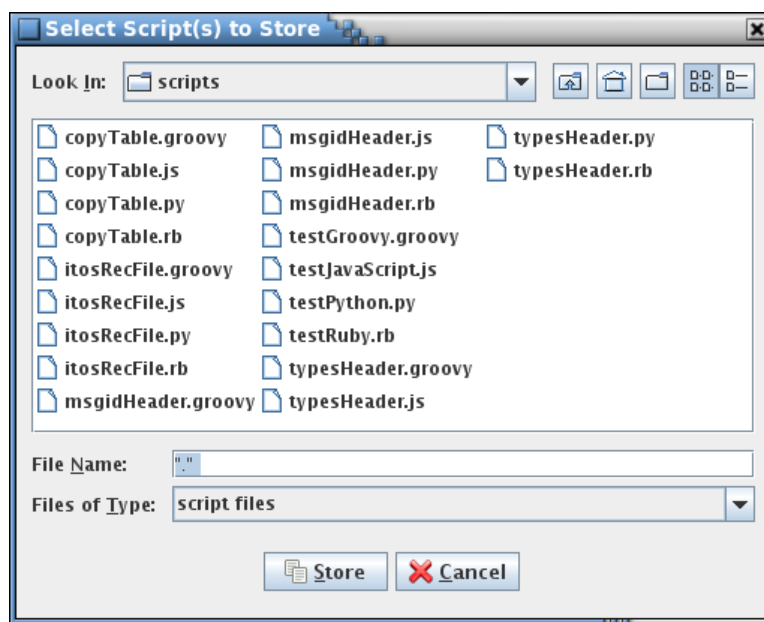 Select Script(s) to Store
Look In: scripts
copyTable.groovy msgidHeader.js typesHeader.py
copyTable.js msgidHeader.py typesHeader.rb
copyTable.py msgidHeader.rb
copyTable.rb testGroovy.groovy
itosRecFile.groovy testJavaScript.js
itosRecFile.js testPython.py
itosRecFile.py testRuby.rb
itosRecFile.rb typesHeader.groovy
msgidHeader.groovy typesHeader.js
File Name: "."
Files of Type: script files
Store Cancel